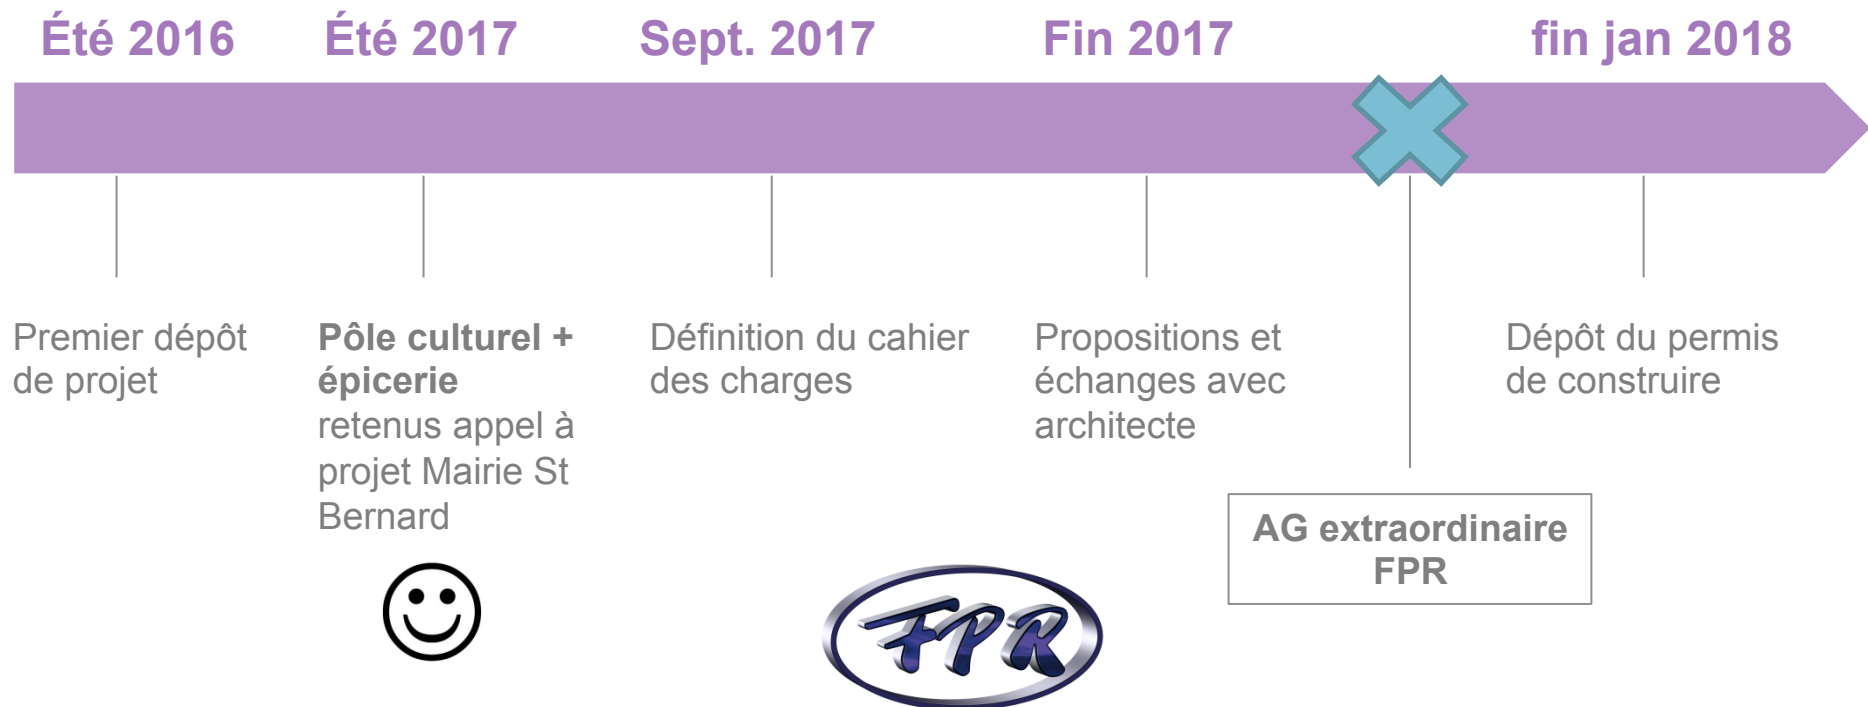 Été 2016
Été 2017
Sept. 2017
Fin 2017
fin jan 2018
Premier dépôt
de projet
Pôle culturel +
épicerie
retenus appel à
projet Mairie St
Bernard
Définition du cahier
des charges
Propositions et
échanges avec
architecte
Dépôt du permis
de construire
AG extraordinaire
FPR
FPR